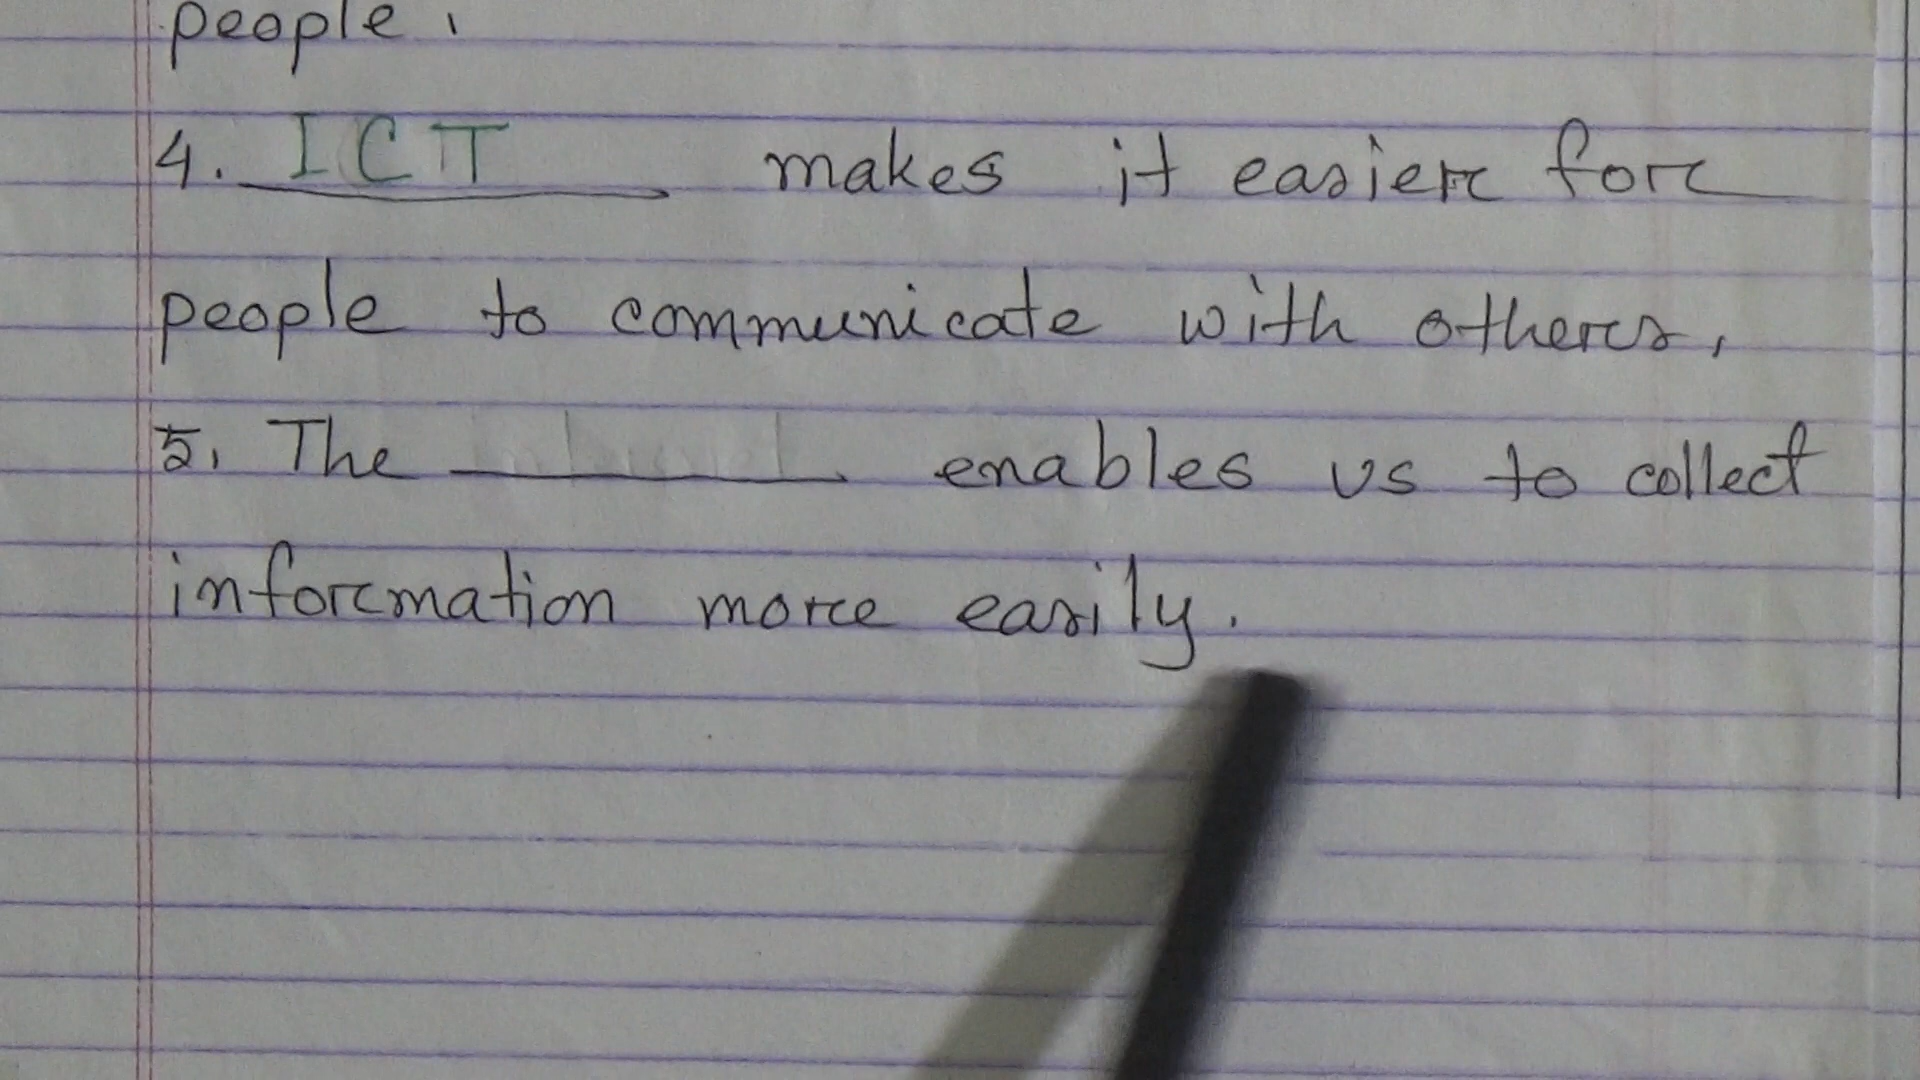 people.
4. ICT makes it easier for
people to communicate with others.
5. The ________ enables us to collect
information more easily.